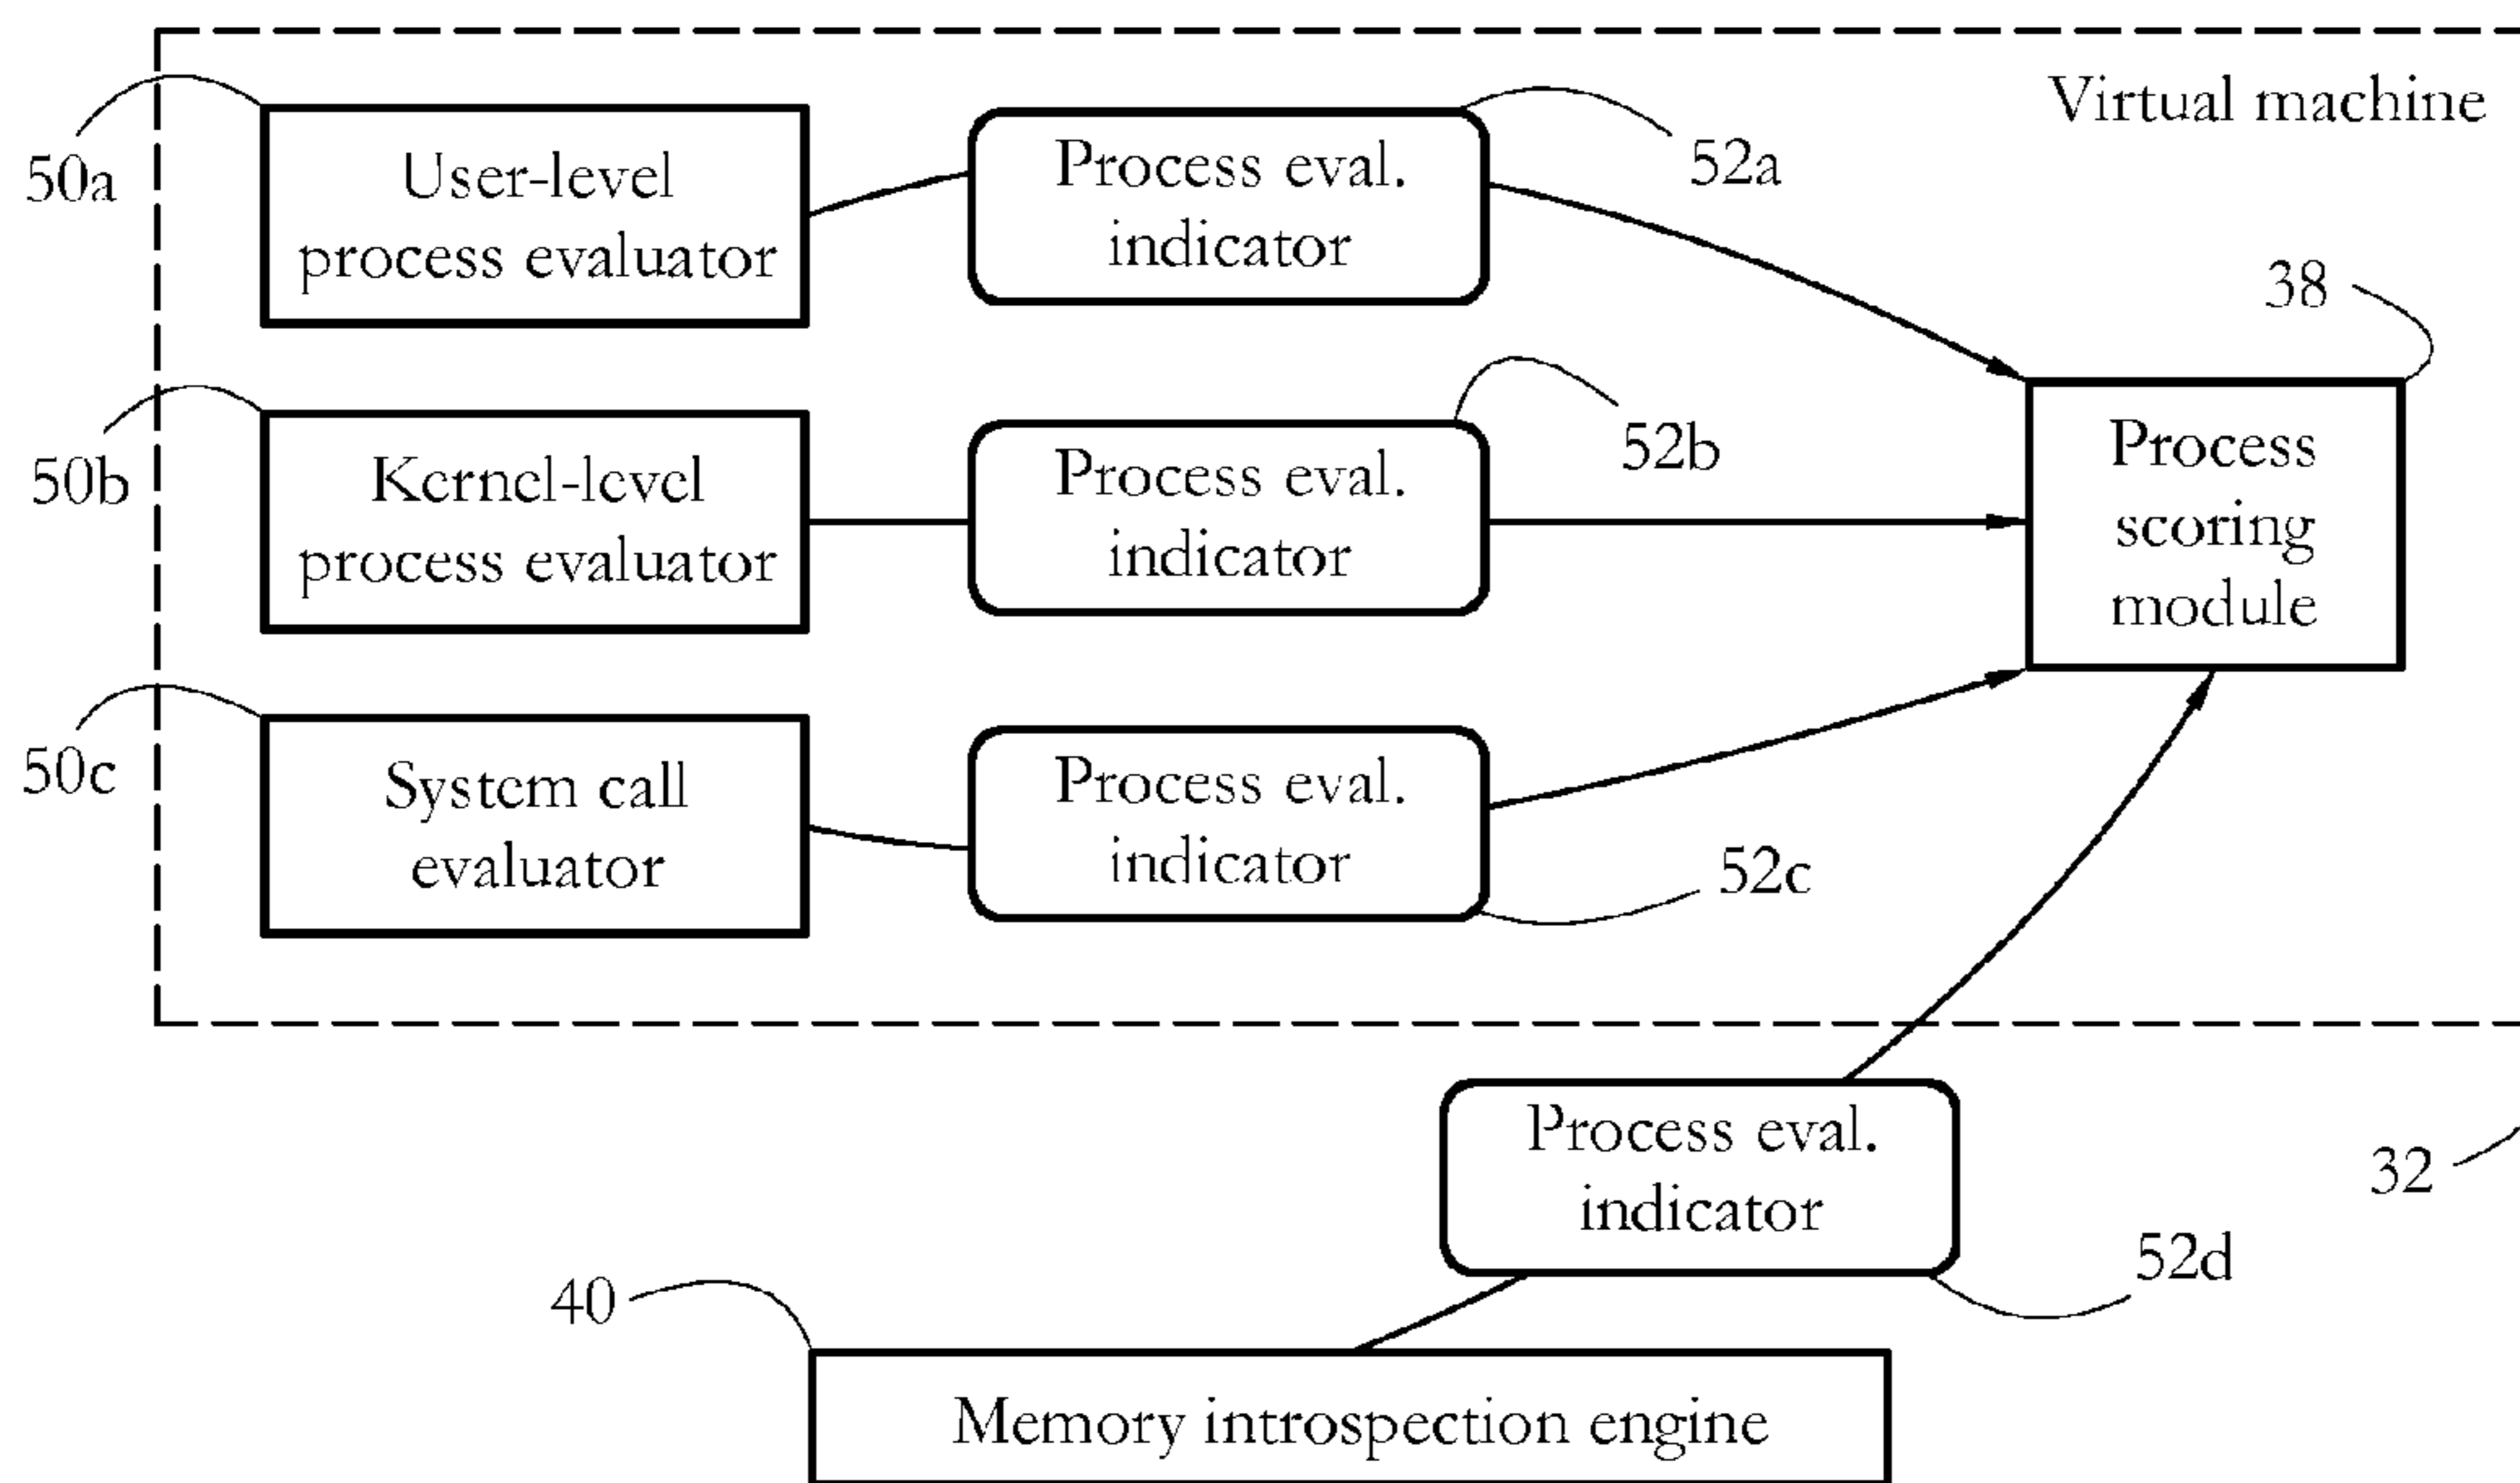 Virtual machine
50a
User-level
process evaluator
Process eval.
indicator
52a
38
50b
Kernel-level
process evaluator
Process eval.
indicator
52b
Process
scoring
module
50c
System call
evaluator
Process eval.
indicator
52c
Process eval.
indicator
32
52d
40
Memory introspection engine